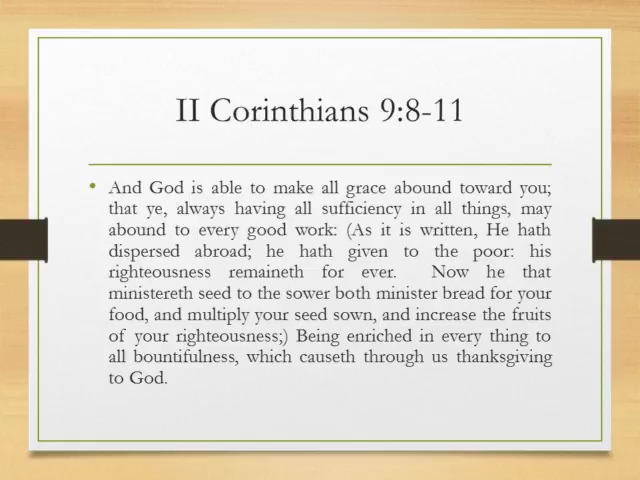 II Corinthians 9:8-11
• And God is able to make all grace abound toward you;
that ye, always having all sufficiency in all things, may
abound to every good work: (As it is written, He hath
dispersed abroad; he hath given to the poor: his
righteousness remaineth for ever. Now he that
ministereth seed to the sower both minister bread for your
food, and multiply your seed sown, and increase the fruits
of your righteousness;) Being enriched in every thing to
all bountifulness, which causeth through us thanksgiving
to God.